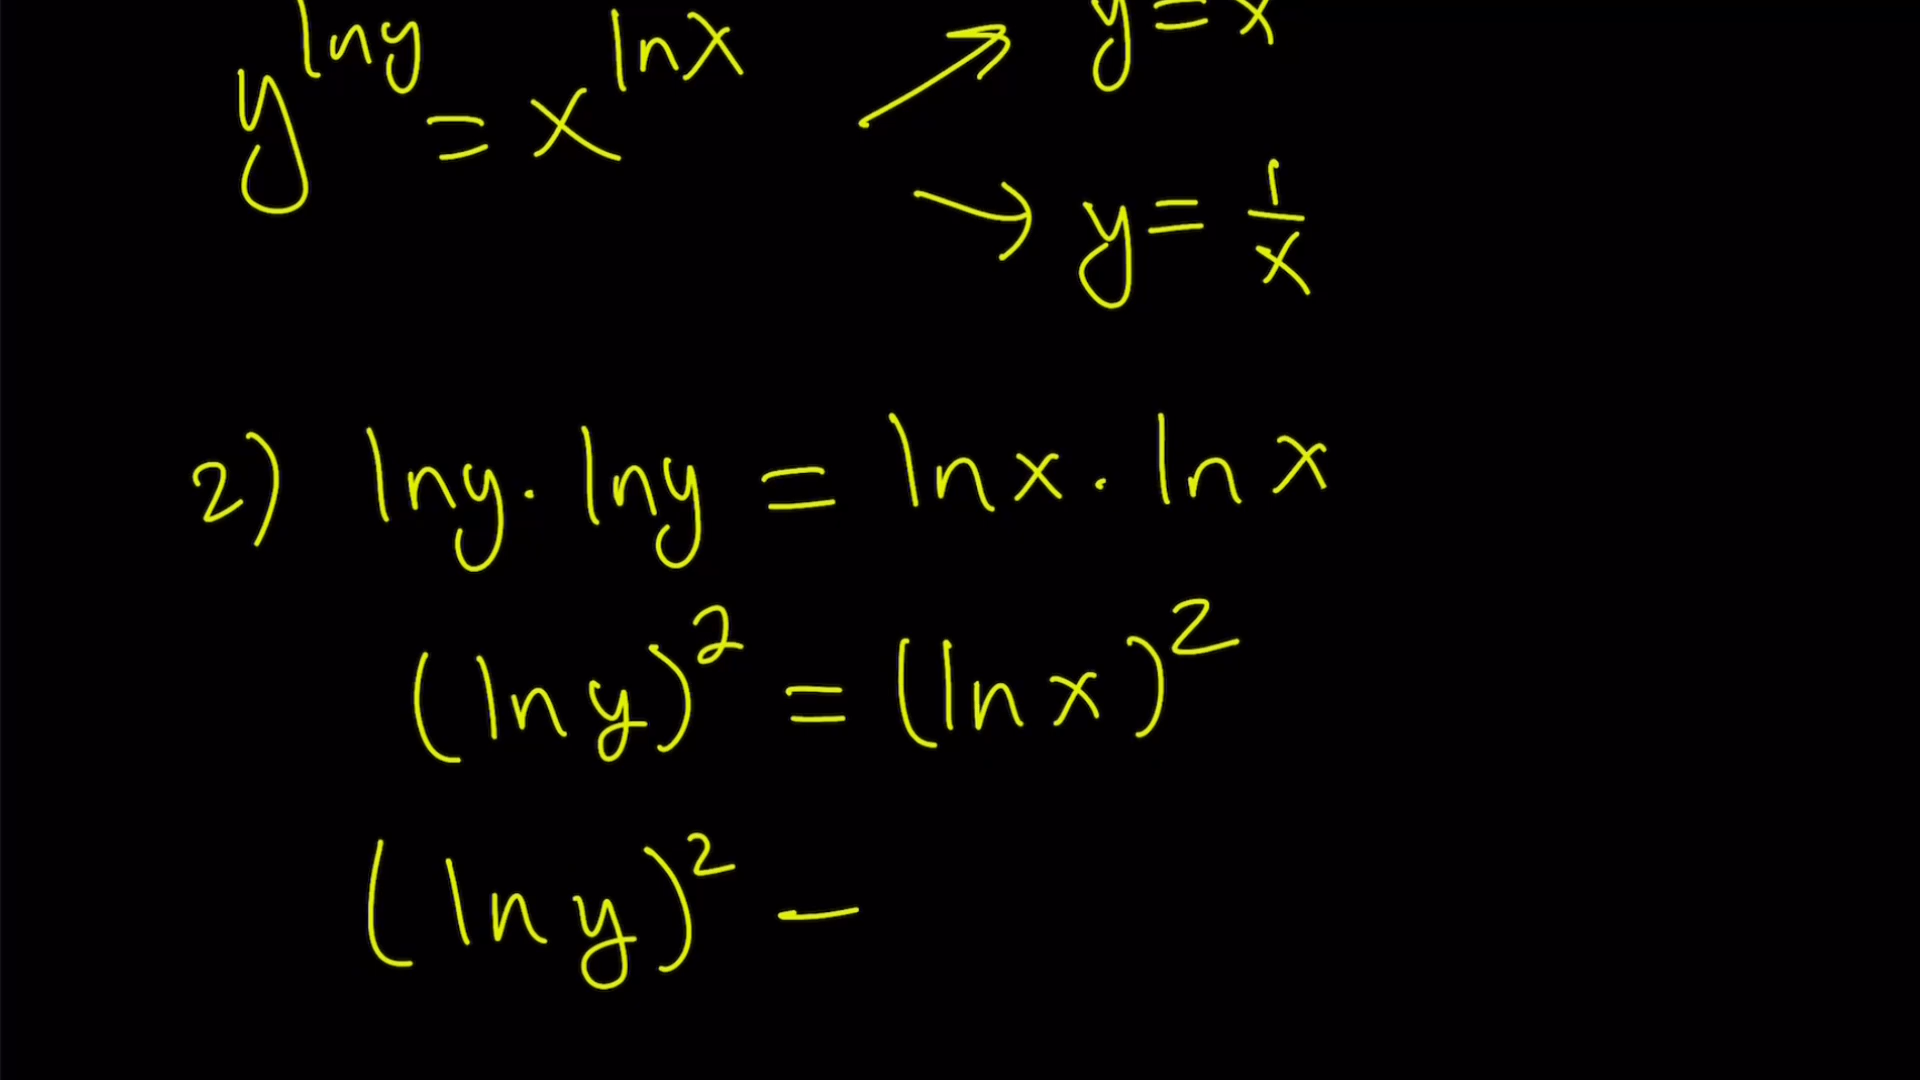 y^{ln y} = x^{ln x} ↗ y = x
→ y = 1/x
2) ln y · ln y = ln x · ln x
(ln y)^2 = (ln x)^2
(ln y)^2 −